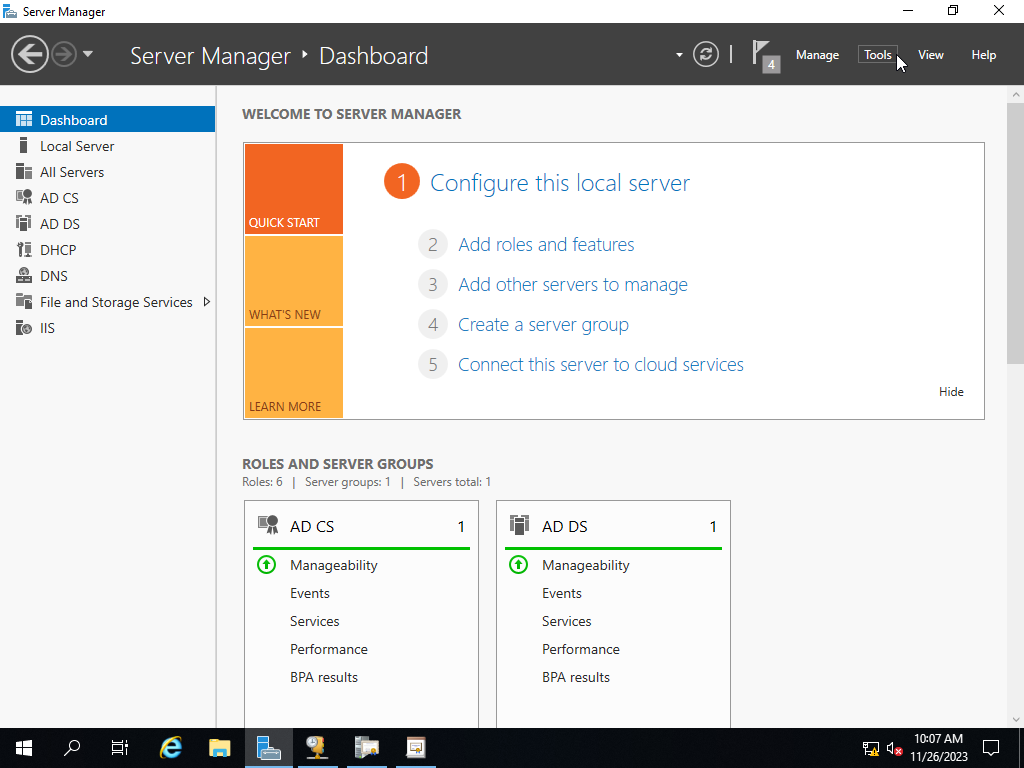 Server Manager
Server Manager ‣ Dashboard
4
Manage
Tools
View
Help
Dashboard
Local Server
All Servers
AD CS
AD DS
DHCP
DNS
File and Storage Services
IIS
WELCOME TO SERVER MANAGER
QUICK START
WHAT'S NEW
LEARN MORE
1 Configure this local server
2 Add roles and features
3 Add other servers to manage
4 Create a server group
5 Connect this server to cloud services
Hide
ROLES AND SERVER GROUPS
Roles: 6 | Server groups: 1 | Servers total: 1
AD CS 1
Manageability
Events
Services
Performance
BPA results
AD DS 1
Manageability
Events
Services
Performance
BPA results
10:07 AM
11/26/2023